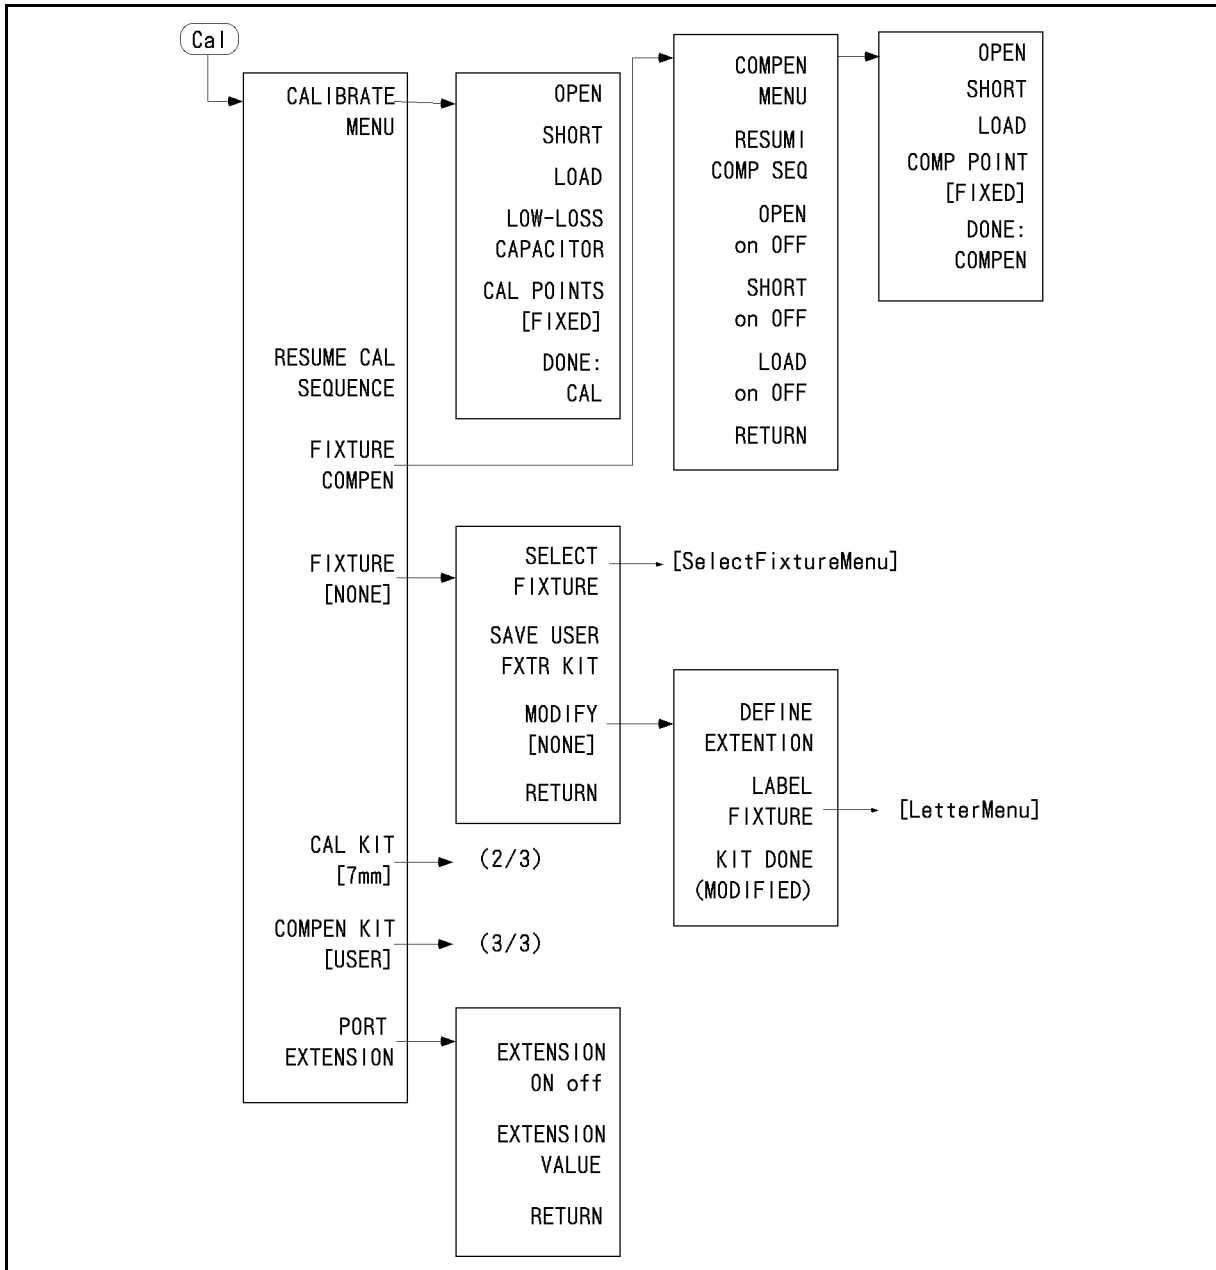 Cal
CALIBRATE
MENU
RESUME CAL
SEQUENCE
FIXTURE
COMPEN
FIXTURE
[NONE]
CAL KIT
[7mm]
COMPEN KIT
[USER]
PORT
EXTENSION
OPEN
SHORT
LOAD
LOW-LOSS
CAPACITOR
CAL POINTS
[FIXED]
DONE:
CAL
COMPEN
MENU
RESUMI
COMP SEQ
OPEN
on OFF
SHORT
on OFF
LOAD
on OFF
RETURN
OPEN
SHORT
LOAD
COMP POINT
[FIXED]
DONE:
COMPEN
SELECT
FIXTURE
SAVE USER
FXTR KIT
MODIFY
[NONE]
RETURN
[SelectFixtureMenu]
DEFINE
EXTENTION
LABEL
FIXTURE
KIT DONE
(MODIFIED)
[LetterMenu]
(2/3)
(3/3)
EXTENSION
ON off
EXTENSION
VALUE
RETURN